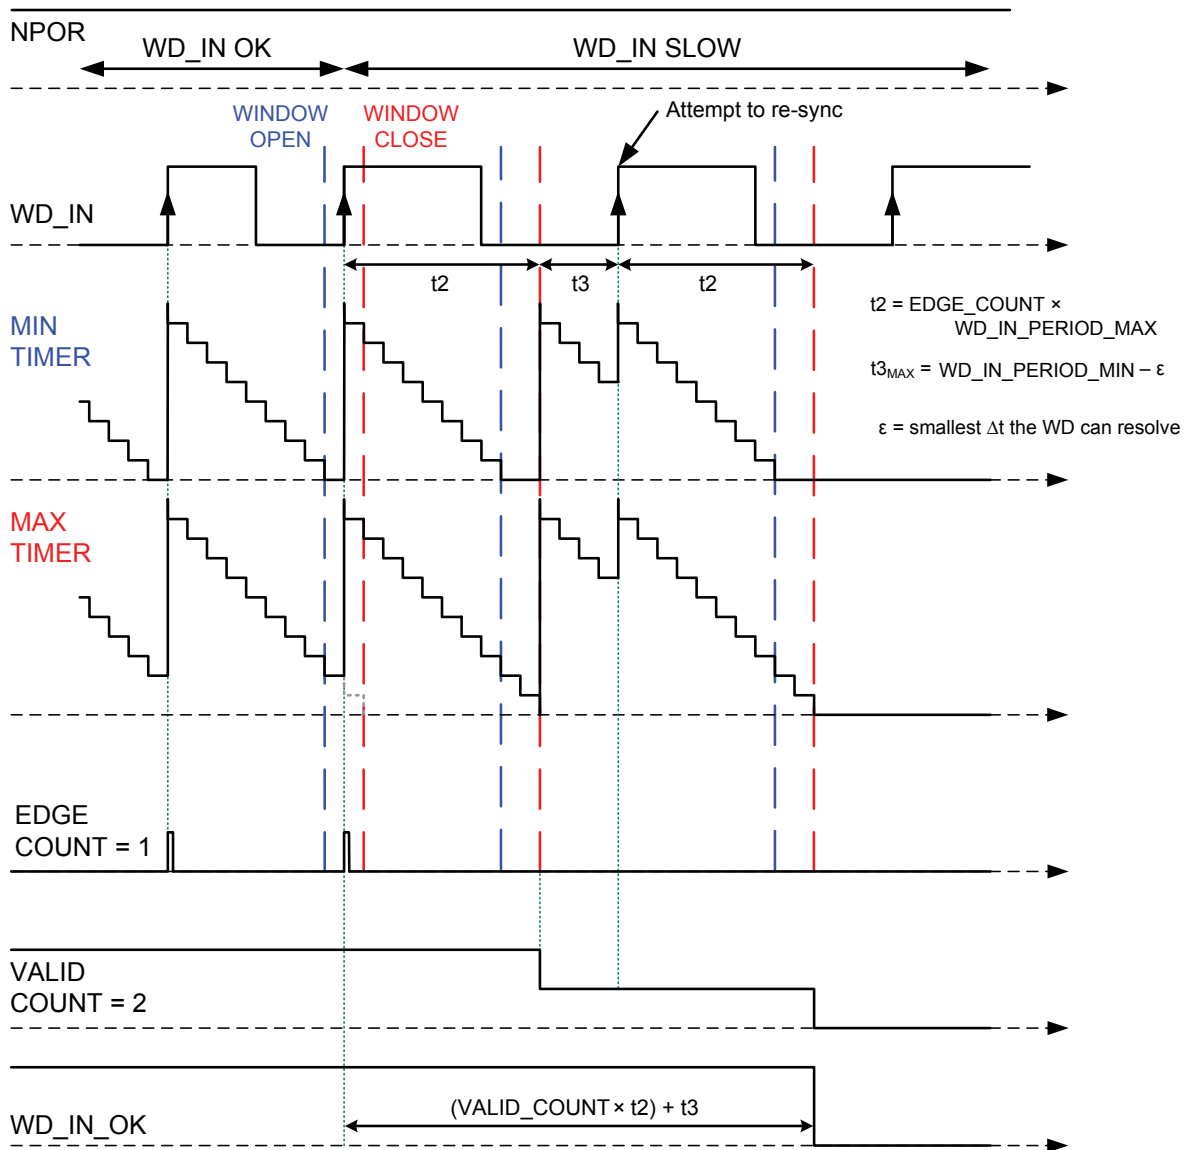 NPOR
WD_IN OK
WD_IN SLOW
WINDOW
OPEN
WINDOW
CLOSE
Attempt to re-sync
WD_IN
t2
t3
t2
t2 = EDGE_COUNT ×
WD_IN_PERIOD_MAX
t3MAX = WD_IN_PERIOD_MIN – ε
ε = smallest Δt the WD can resolve
MIN
TIMER
MAX
TIMER
EDGE
COUNT = 1
VALID
COUNT = 2
(VALID_COUNT × t2) + t3
WD_IN_OK